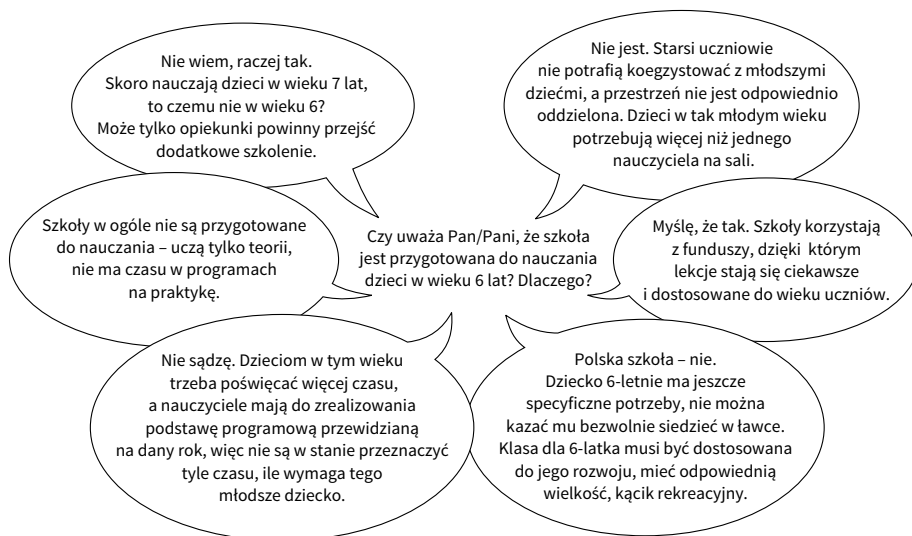 Nie wiem, raczej tak.
Skoro nauczają dzieci w wieku 7 lat,
to czemu nie w wieku 6?
Może tylko opiekunki powinny przejść
dodatkowe szkolenie.
Nie jest. Starsi uczniowie
nie potrafią koegzystować z młodszymi
dziećmi, a przestrzeń nie jest odpowiednio
oddzielona. Dzieci w tak młodym wieku
potrzebują więcej niż jednego
nauczyciela na sali.
Szkoły w ogóle nie są przygotowane
do nauczania – uczą tylko teorii,
nie ma czasu w programach
na praktykę.
Czy uważa Pan/Pani, że szkoła
jest przygotowana do nauczania
dzieci w wieku 6 lat? Dlaczego?
Myślę, że tak. Szkoły korzystają
z funduszy, dzięki którym
lekcje stają się ciekawsze
i dostosowane do wieku uczniów.
Nie sądzę. Dzieciom w tym wieku
trzeba poświęcać więcej czasu,
a nauczyciele mają do zrealizowania
podstawę programową przewidzianą
na dany rok, więc nie są w stanie przeznaczyć
tyle czasu, ile wymaga tego
młodsze dziecko.
Polska szkoła – nie.
Dziecko 6-letnie ma jeszcze
specyficzne potrzeby, nie można
kazać mu bezwolnie siedzieć w ławce.
Klasa dla 6-latka musi być dostosowana
do jego rozwoju, mieć odpowiednią
wielkość, kącik rekreacyjny.